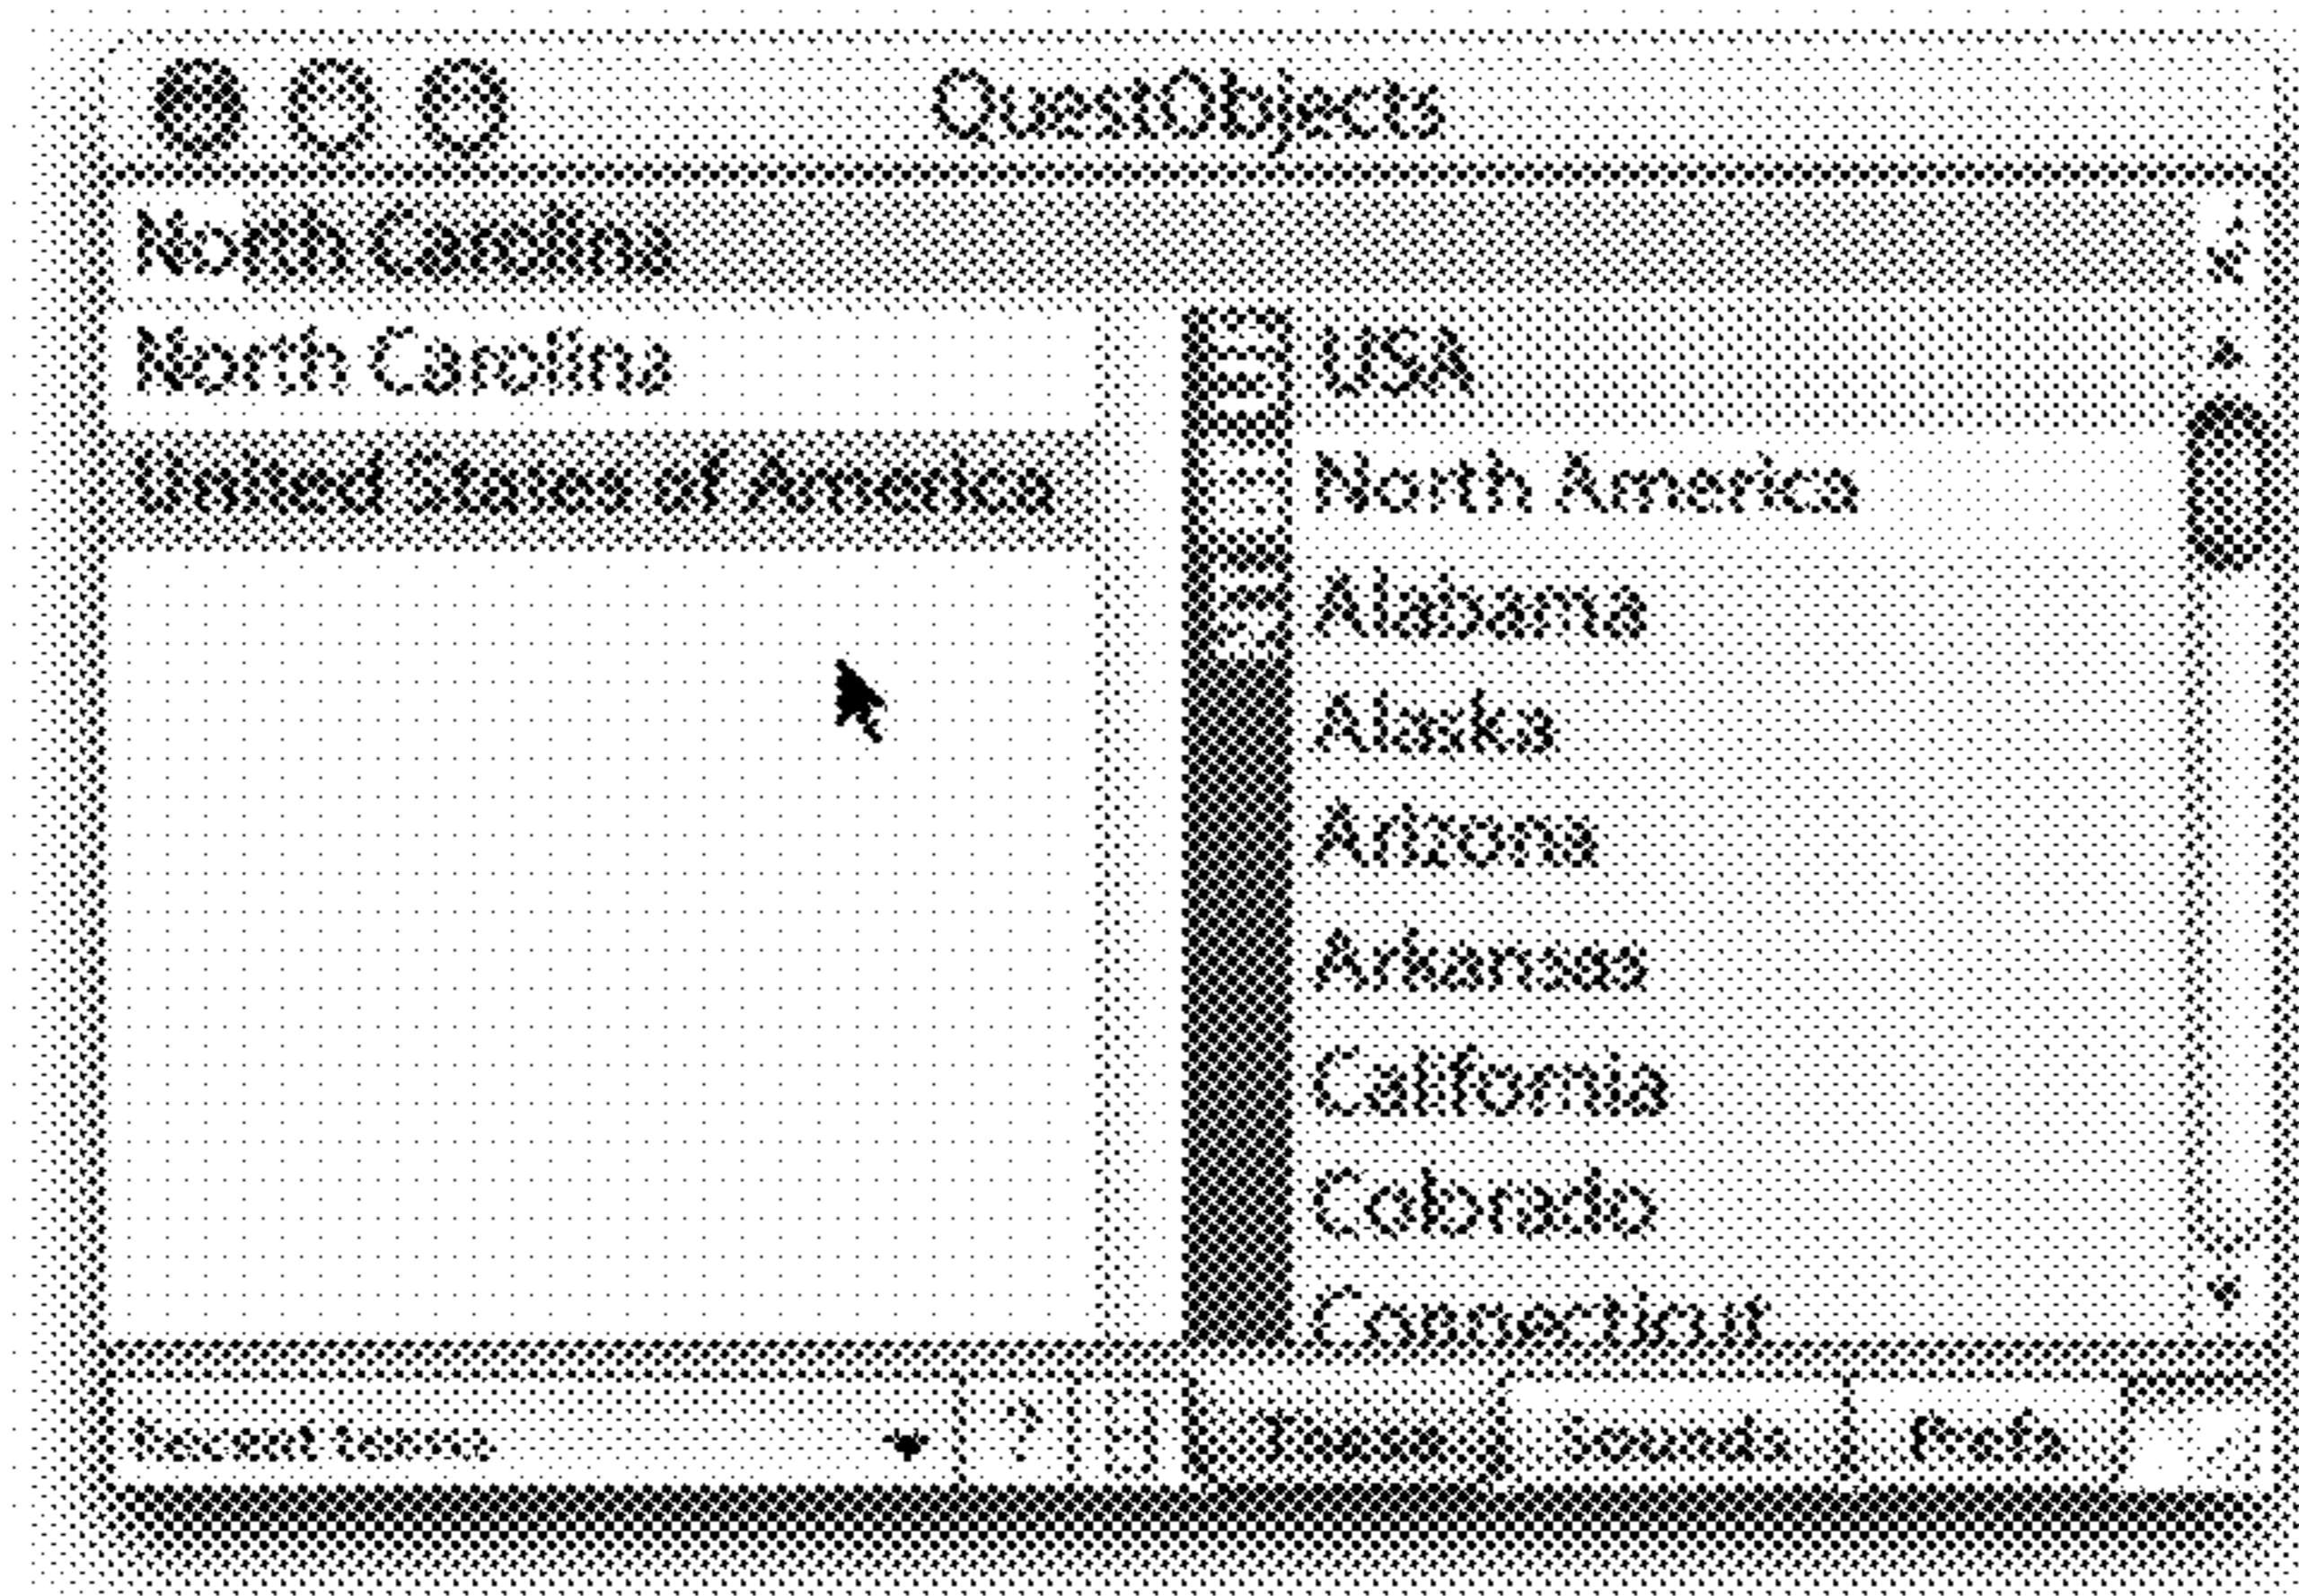 QuestObjects
North Carolina
North Carolina
United States of America
USA
North America
Alabama
Alaska
Arizona
Arkansas
California
Colorado
Connecticut
Recent terms
?
Sounds
Prefs